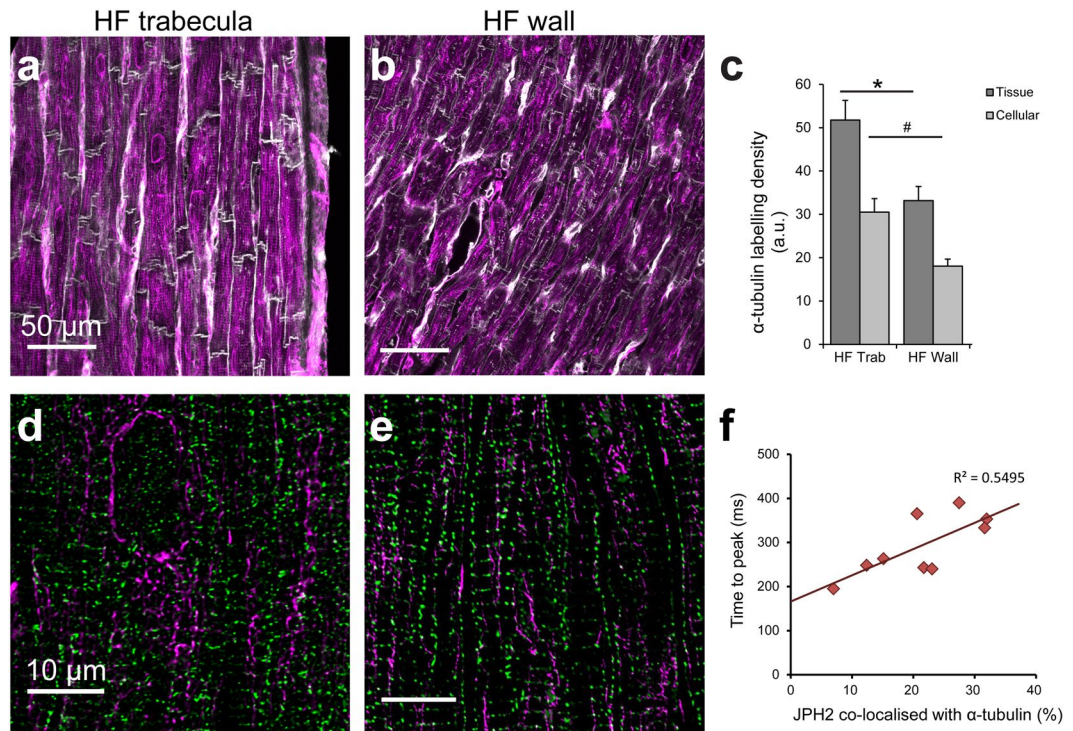 HF trabecula
HF wall
a
b
c
50 µm
α-tubulin labelling density
(a.u.)
60
50
40
30
20
10
0
*
#
Tissue
Cellular
HF Trab
HF Wall
d
e
f
10 µm
Time to peak (ms)
500
400
300
200
100
0
R² = 0.5495
0 10 20 30 40
JPH2 co-localised with α-tubulin (%)